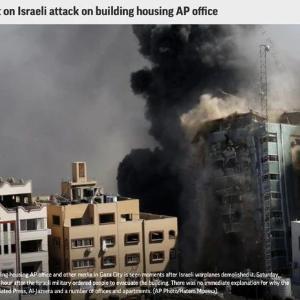 on Israeli attack on building housing AP office
ing housing AP office and other media in Gaza City is seen moments after Israeli warplanes demolished it, Saturday,
hour after the military ordered people to evacuate the building. There was no immediate explanation for why the
ated Press, Al-Jazeera and a number of offices and apartments. (AP Photo/Hatem Moussa).